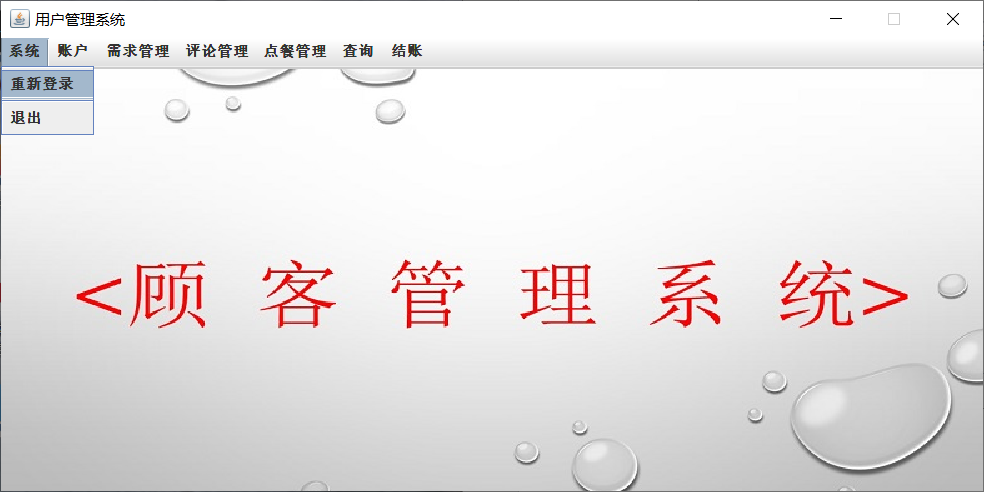 用户管理系统
系统 账户 需求管理 评论管理 点餐管理 查询 结账
重新登录
退出
<顾 客 管 理 系 统>